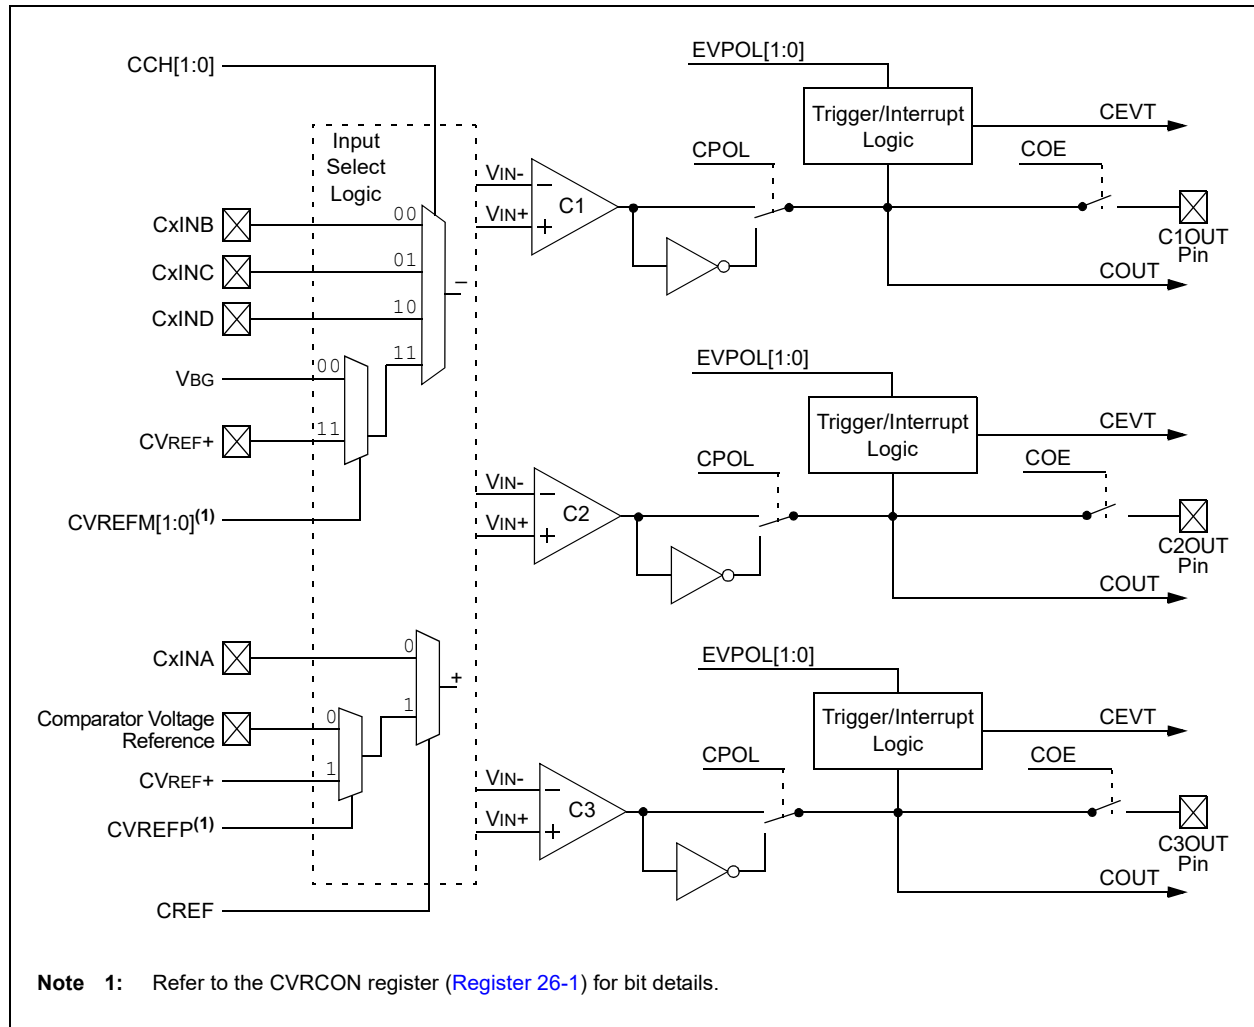 CCH[1:0]
Input
Select
Logic
CxINB
00
CxINC
01
CxIND
10
11
–
VBG
00
CVREF+
11
CVREFM[1:0](1)
CxINA
0
+
1
Comparator Voltage
Reference
0
CVREF+
1
CVREFP(1)
CREF
EVPOL[1:0]
Trigger/Interrupt
Logic
CEVT
CPOL
COE
VIN-
–
VIN+
+
C1
C1OUT
Pin
COUT
EVPOL[1:0]
Trigger/Interrupt
Logic
CEVT
CPOL
COE
VIN-
–
VIN+
+
C2
C2OUT
Pin
COUT
EVPOL[1:0]
Trigger/Interrupt
Logic
CEVT
CPOL
COE
VIN-
–
VIN+
+
C3
C3OUT
Pin
COUT
Note 1: Refer to the CVRCON register (Register 26-1) for bit details.